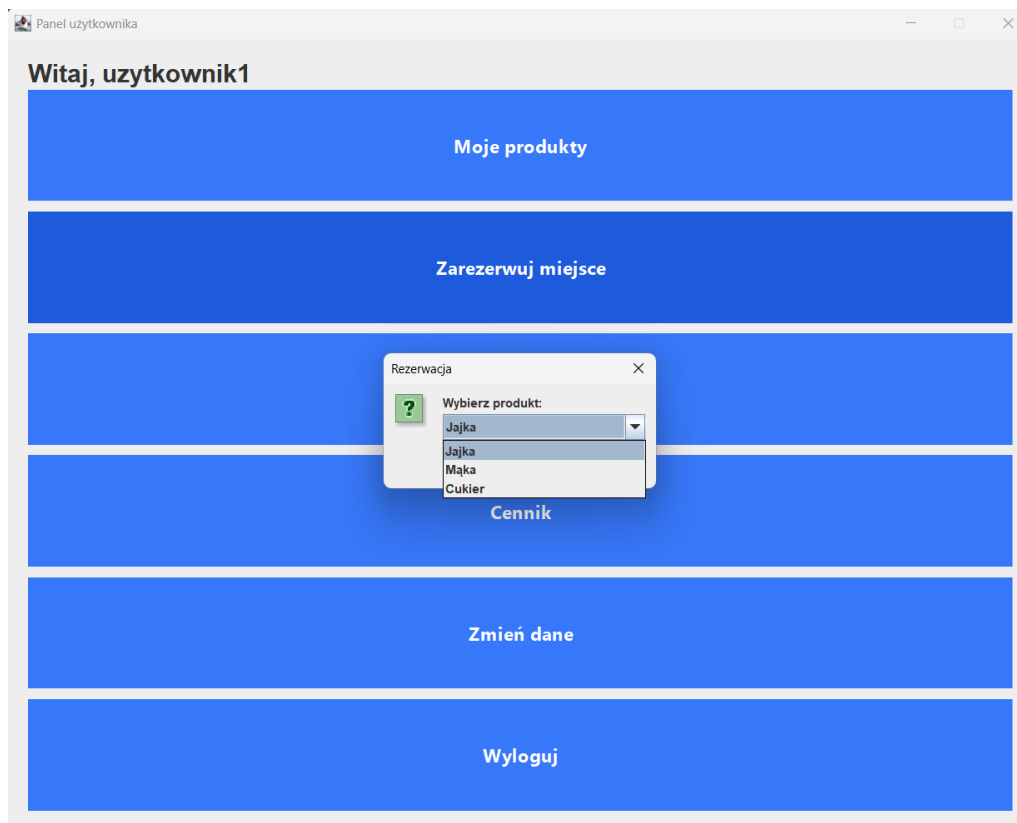 Panel użytkownika
Witaj, uzytkownik1
Moje produkty
Zarezerwuj miejsce
Rezerwacja
?
Wybierz produkt:
Jajka
Jajka
Mąka
Cukier
Cennik
Zmień dane
Wyloguj